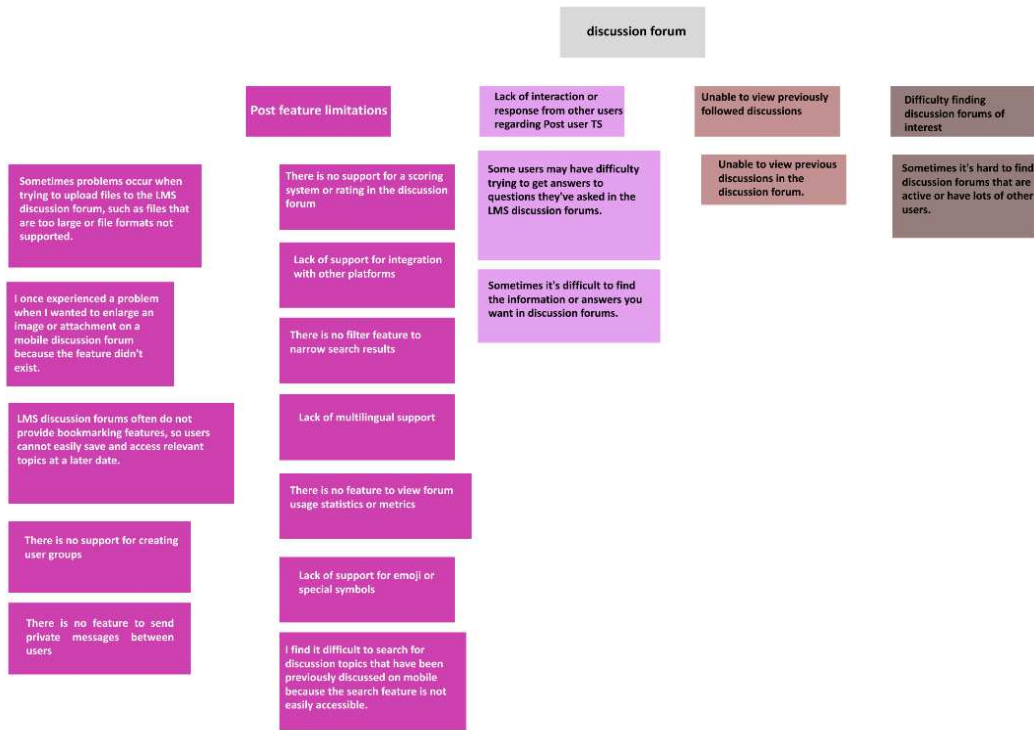 discussion forum
Post feature limitations
Lack of interaction or
response from other users
regarding Post user TS
Unable to view previously
followed discussions
Difficulty finding
discussion forums of
interest
Sometimes problems occur when
trying to upload files to the LMS
discussion forum, such as files that
are too large or file formats not
supported.
I once experienced a problem
when I wanted to enlarge an
image or attachment on a
mobile discussion forum
because the feature didn't
exist.
LMS discussion forums often do not
provide bookmarking features, so users
cannot easily save and access relevant
topics at a later date.
There is no support for creating
user groups
There is no feature to send
private messages between
users
There is no support for a scoring
system or rating in the discussion
forum
Lack of support for integration
with other platforms
There is no filter feature to
narrow search results
Lack of multilingual support
There is no feature to view forum
usage statistics or metrics
Lack of support for emoji or
special symbols
I find it difficult to search for
discussion topics that have been
previously discussed on mobile
because the search feature is not
easily accessible.
Some users may have difficulty
trying to get answers to
questions they've asked in the
LMS discussion forums.
Sometimes it's difficult to find
the information or answers you
want in discussion forums.
Unable to view previous
discussions in the
discussion forum.
Sometimes it's hard to find
discussion forums that are
active or have lots of other
users.